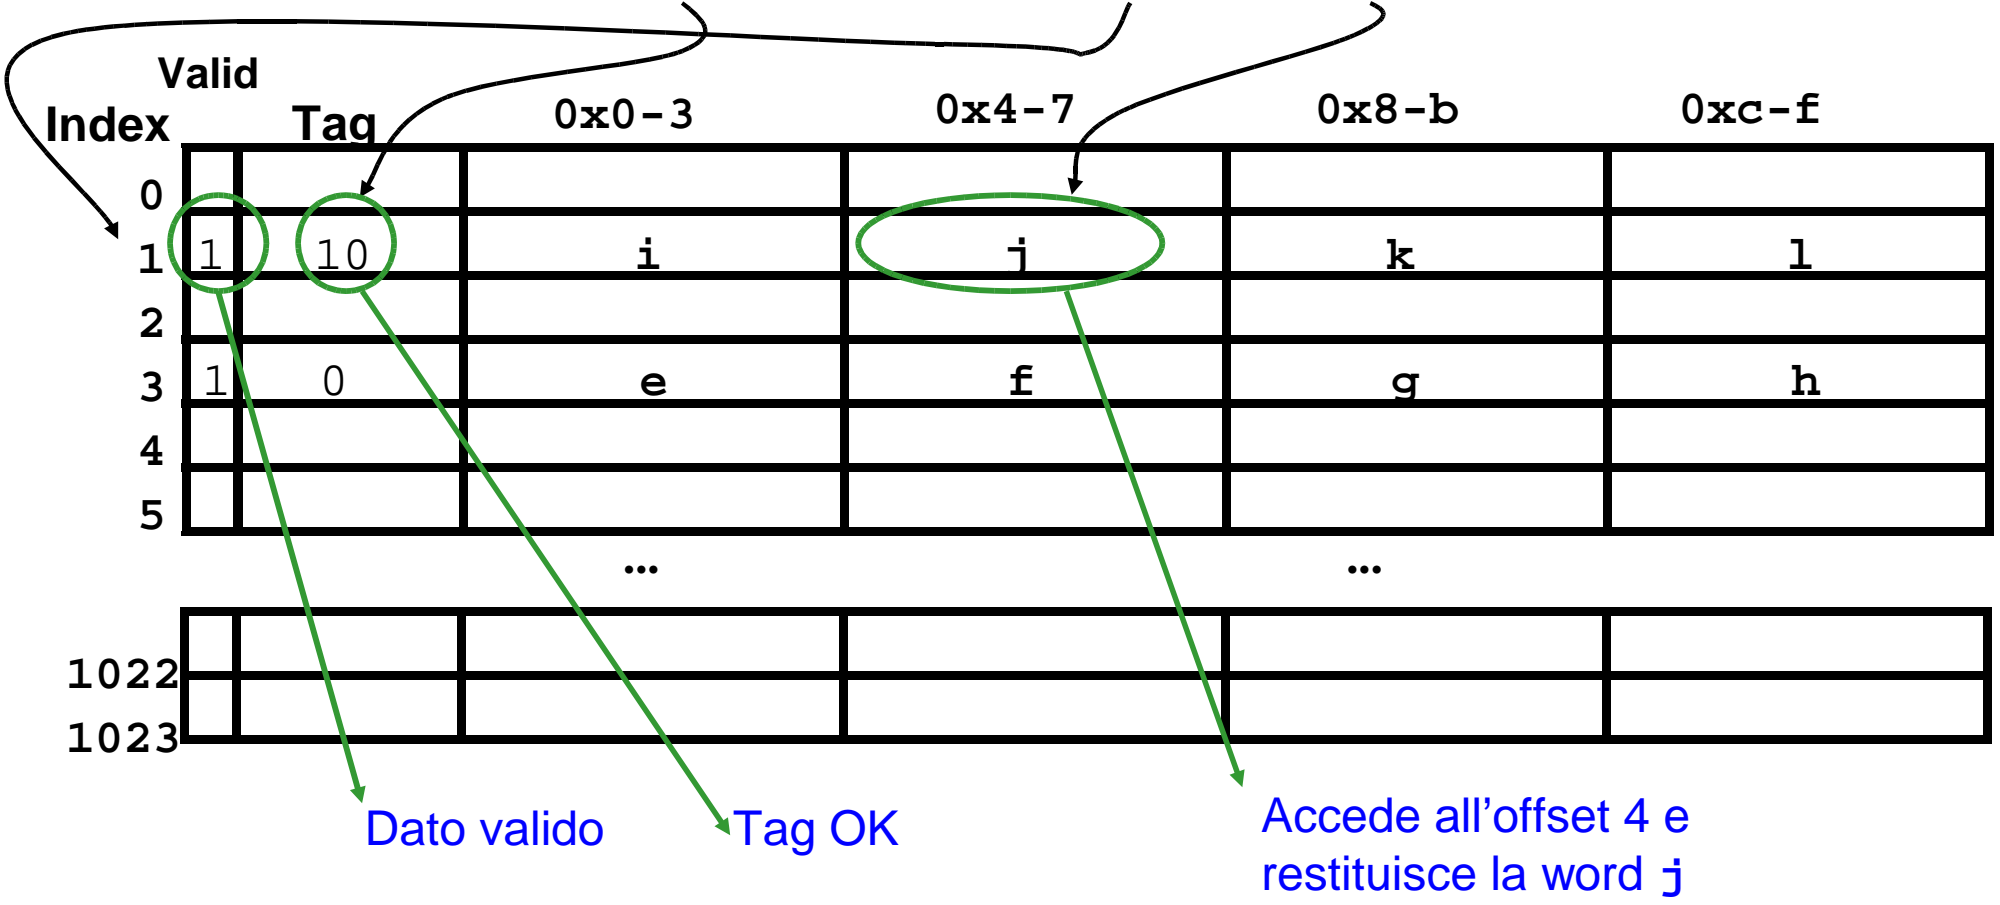 Valid
Index Tag 0x0-3 0x4-7 0x8-b 0xc-f
0
1 1 10 i j k l
2
3 1 0 e f g h
4
5
... ...
1022
1023
Dato valido
Tag OK
Accede all'offset 4 e
restituisce la word j